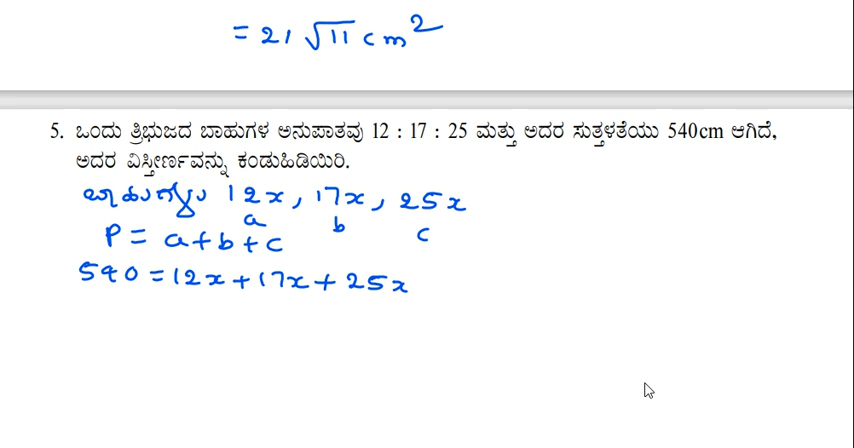 = 21 √11 cm²
5. ಒಂದು ತ್ರಿಭುಜದ ಬಾಹುಗಳ ಅನುಪಾತವು 12 : 17 : 25 ಮತ್ತು ಅದರ ಸುತ್ತಳತೆಯು 540cm ಆಗಿದೆ,
ಅದರ ವಿಸ್ತೀರ್ಣವನ್ನು ಕಂಡುಹಿಡಿಯಿರಿ.
ಬಾಹುಗಳು 12x, 17x, 25x
a b c
P = a+b+c
540 = 12x+17x+25x